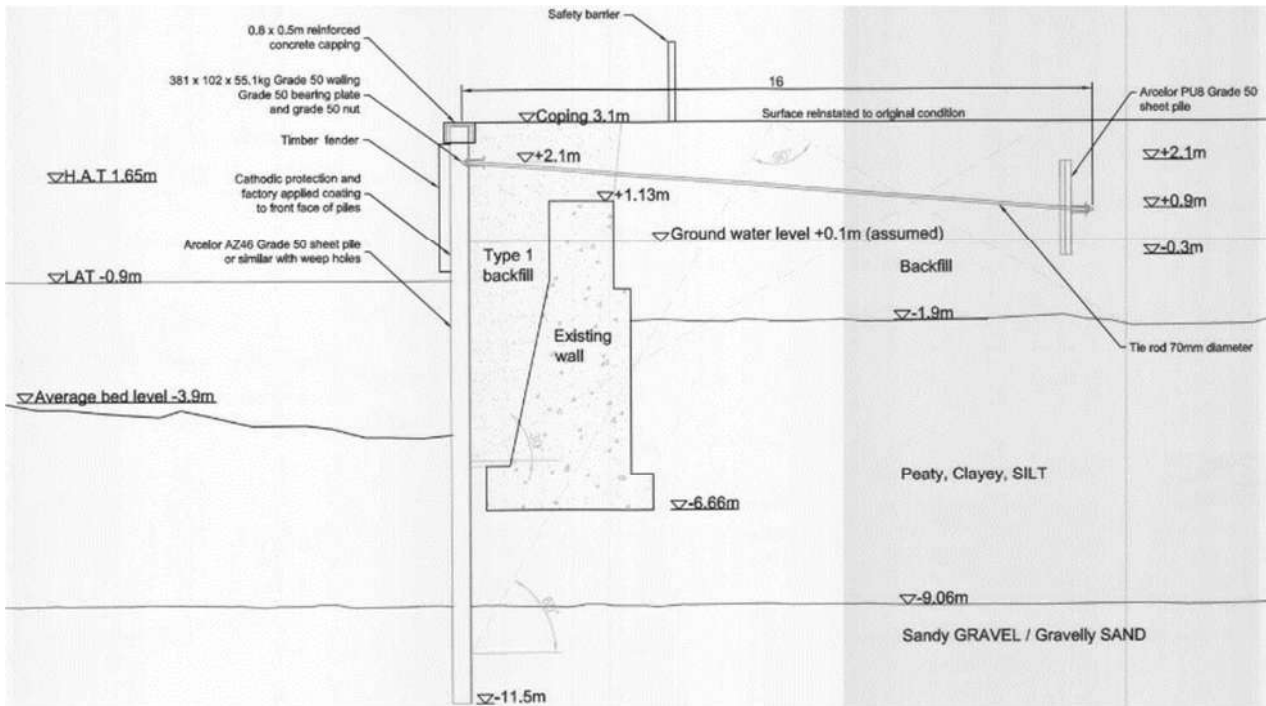 Safety barrier
0.8 x 0.5m reinforced
concrete capping
16
381 x 102 x 55.1kg Grade 50 waling
Grade 50 bearing plate
and grade 50 nut
Arcelor PU8 Grade 50
sheet pile
Coping 3.1m
Surface reinstated to original condition
Timber fender
+2.1m
+2.1m
H.A.T 1.65m
Cathodic protection and
factory applied coating
to front face of piles
+1.13m
+0.9m
Ground water level +0.1m (assumed)
-0.3m
Arcelor AZ46 Grade 50 sheet pile
or similar with weep holes
Type 1
backfill
Backfill
LAT -0.9m
-1.9m
Existing
wall
Tie rod 70mm diameter
Average bed level -3.9m
Peaty, Clayey, SILT
-6.66m
-9.06m
Sandy GRAVEL / Gravelly SAND
-11.5m